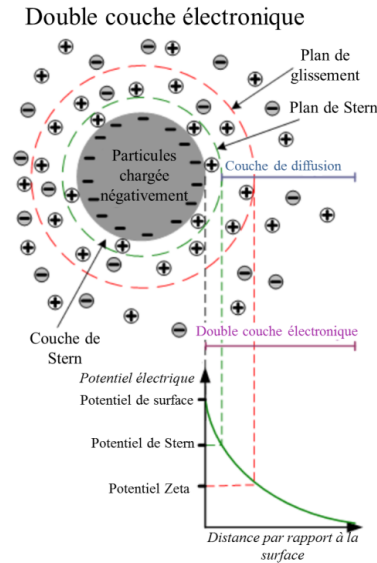 Double couche électronique
Plan de
glissement
Plan de Stern
Particules
chargée
négativement
Couche de diffusion
Couche de
Stern
Double couche électronique
Potentiel électrique
Potentiel de surface
Potentiel de Stern
Potentiel Zeta
Distance par rapport à la
surface